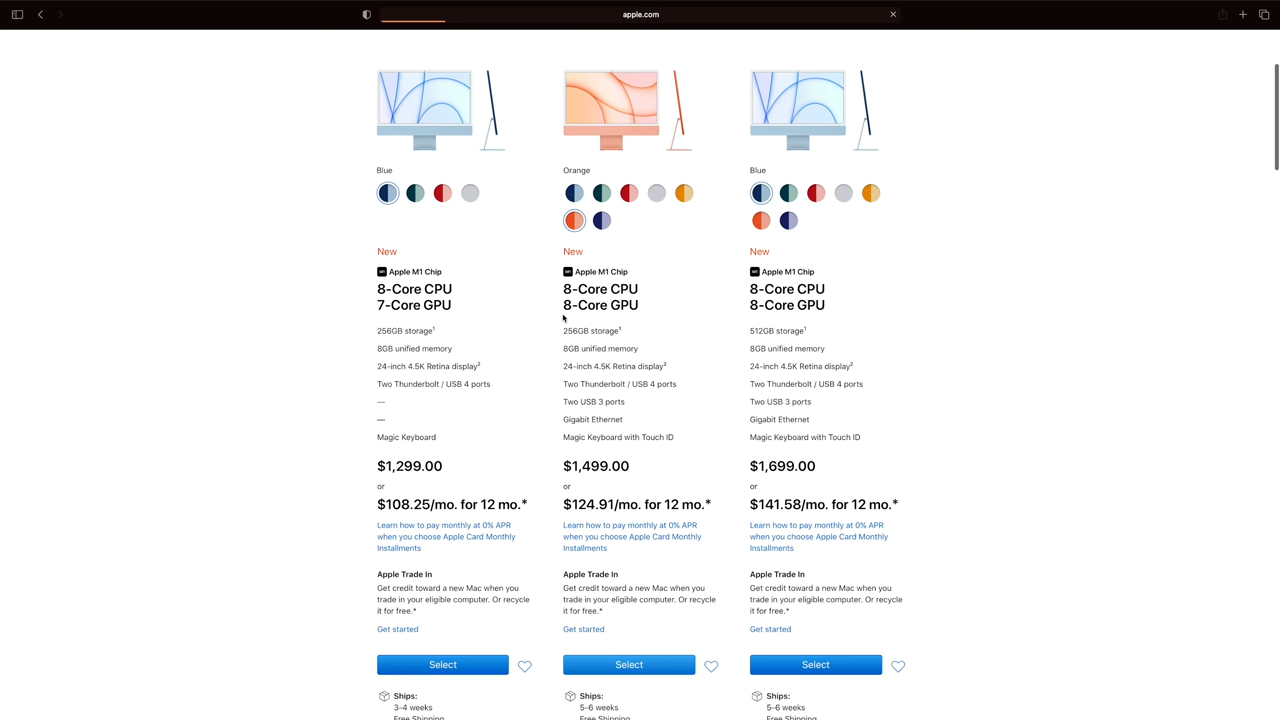 apple.com
Blue
New
Apple M1 Chip
8-Core CPU
7-Core GPU
256GB storage¹
8GB unified memory
24-inch 4.5K Retina display²
Two Thunderbolt / USB 4 ports
—
—
Magic Keyboard
$1,299.00
or
$108.25/mo. for 12 mo.*
Learn how to pay monthly at 0% APR
when you choose Apple Card Monthly
Installments
Apple Trade In
Get credit toward a new Mac when you
trade in your eligible computer. Or recycle
it for free.*
Get started
Select
Ships:
3–4 weeks
Free Shipping
Orange
New
Apple M1 Chip
8-Core CPU
8-Core GPU
256GB storage¹
8GB unified memory
24-inch 4.5K Retina display²
Two Thunderbolt / USB 4 ports
Two USB 3 ports
Gigabit Ethernet
Magic Keyboard with Touch ID
$1,499.00
or
$124.91/mo. for 12 mo.*
Learn how to pay monthly at 0% APR
when you choose Apple Card Monthly
Installments
Apple Trade In
Get credit toward a new Mac when you
trade in your eligible computer. Or recycle
it for free.*
Get started
Select
Ships:
5–6 weeks
Free Shipping
Blue
New
Apple M1 Chip
8-Core CPU
8-Core GPU
512GB storage¹
8GB unified memory
24-inch 4.5K Retina display²
Two Thunderbolt / USB 4 ports
Two USB 3 ports
Gigabit Ethernet
Magic Keyboard with Touch ID
$1,699.00
or
$141.58/mo. for 12 mo.*
Learn how to pay monthly at 0% APR
when you choose Apple Card Monthly
Installments
Apple Trade In
Get credit toward a new Mac when you
trade in your eligible computer. Or recycle
it for free.*
Get started
Select
Ships:
5–6 weeks
Free Shipping